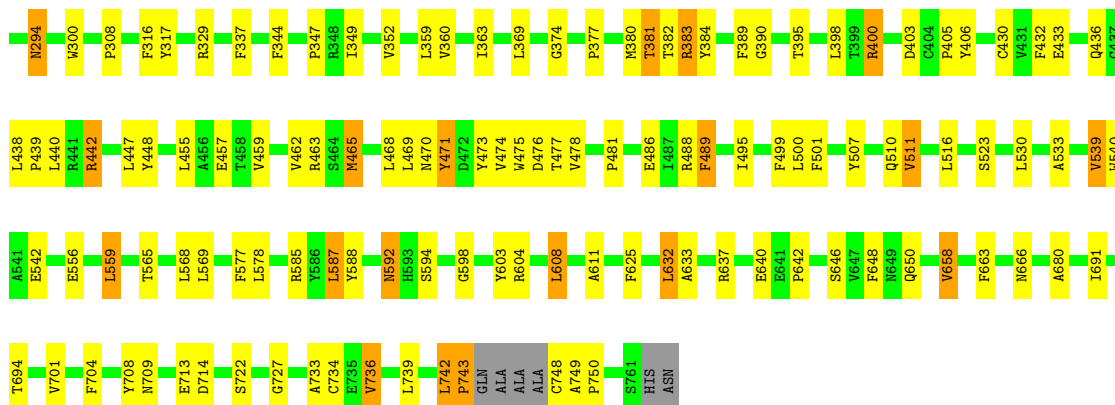 N294 W300 P308 F316 Y317 R329 F337 F344 P347 R348 I349 V352 L359 V360 I363 L369 G374 P377 M380 T381 T382 R383 Y384 F389 G390 T395 L398 T399 R400 D403 C404 P405 Y406 C430 V431 F432 E433 Q436 G437
L438 P439 L440 R441 R442 L447 Y448 L455 A456 E457 T458 V459 V462 R463 S464 M465 L468 L469 N470 Y471 D472 Y473 V474 W475 D476 T477 V478 P481 E486 I487 R488 F489 I495 F499 L500 F501 Y507 Q510 V511 L516 S523 L530 A533 V539 W540
A541 E542 E556 L559 T565 L568 L569 F577 L578 R585 Y586 L587 Y588 N592 H593 S594 G598 Y603 R604 L608 A611 F625 L632 A633 R637 E640 E641 P642 S646 V647 F648 N649 Q650 V658 F663 N666 A680 I691
T694 V701 F704 Y708 N709 E713 D714 S722 G727 A733 C734 E735 V736 L739 L742 P743 GLN ALA ALA ALA C748 A749 P750 S761 HIS ASN